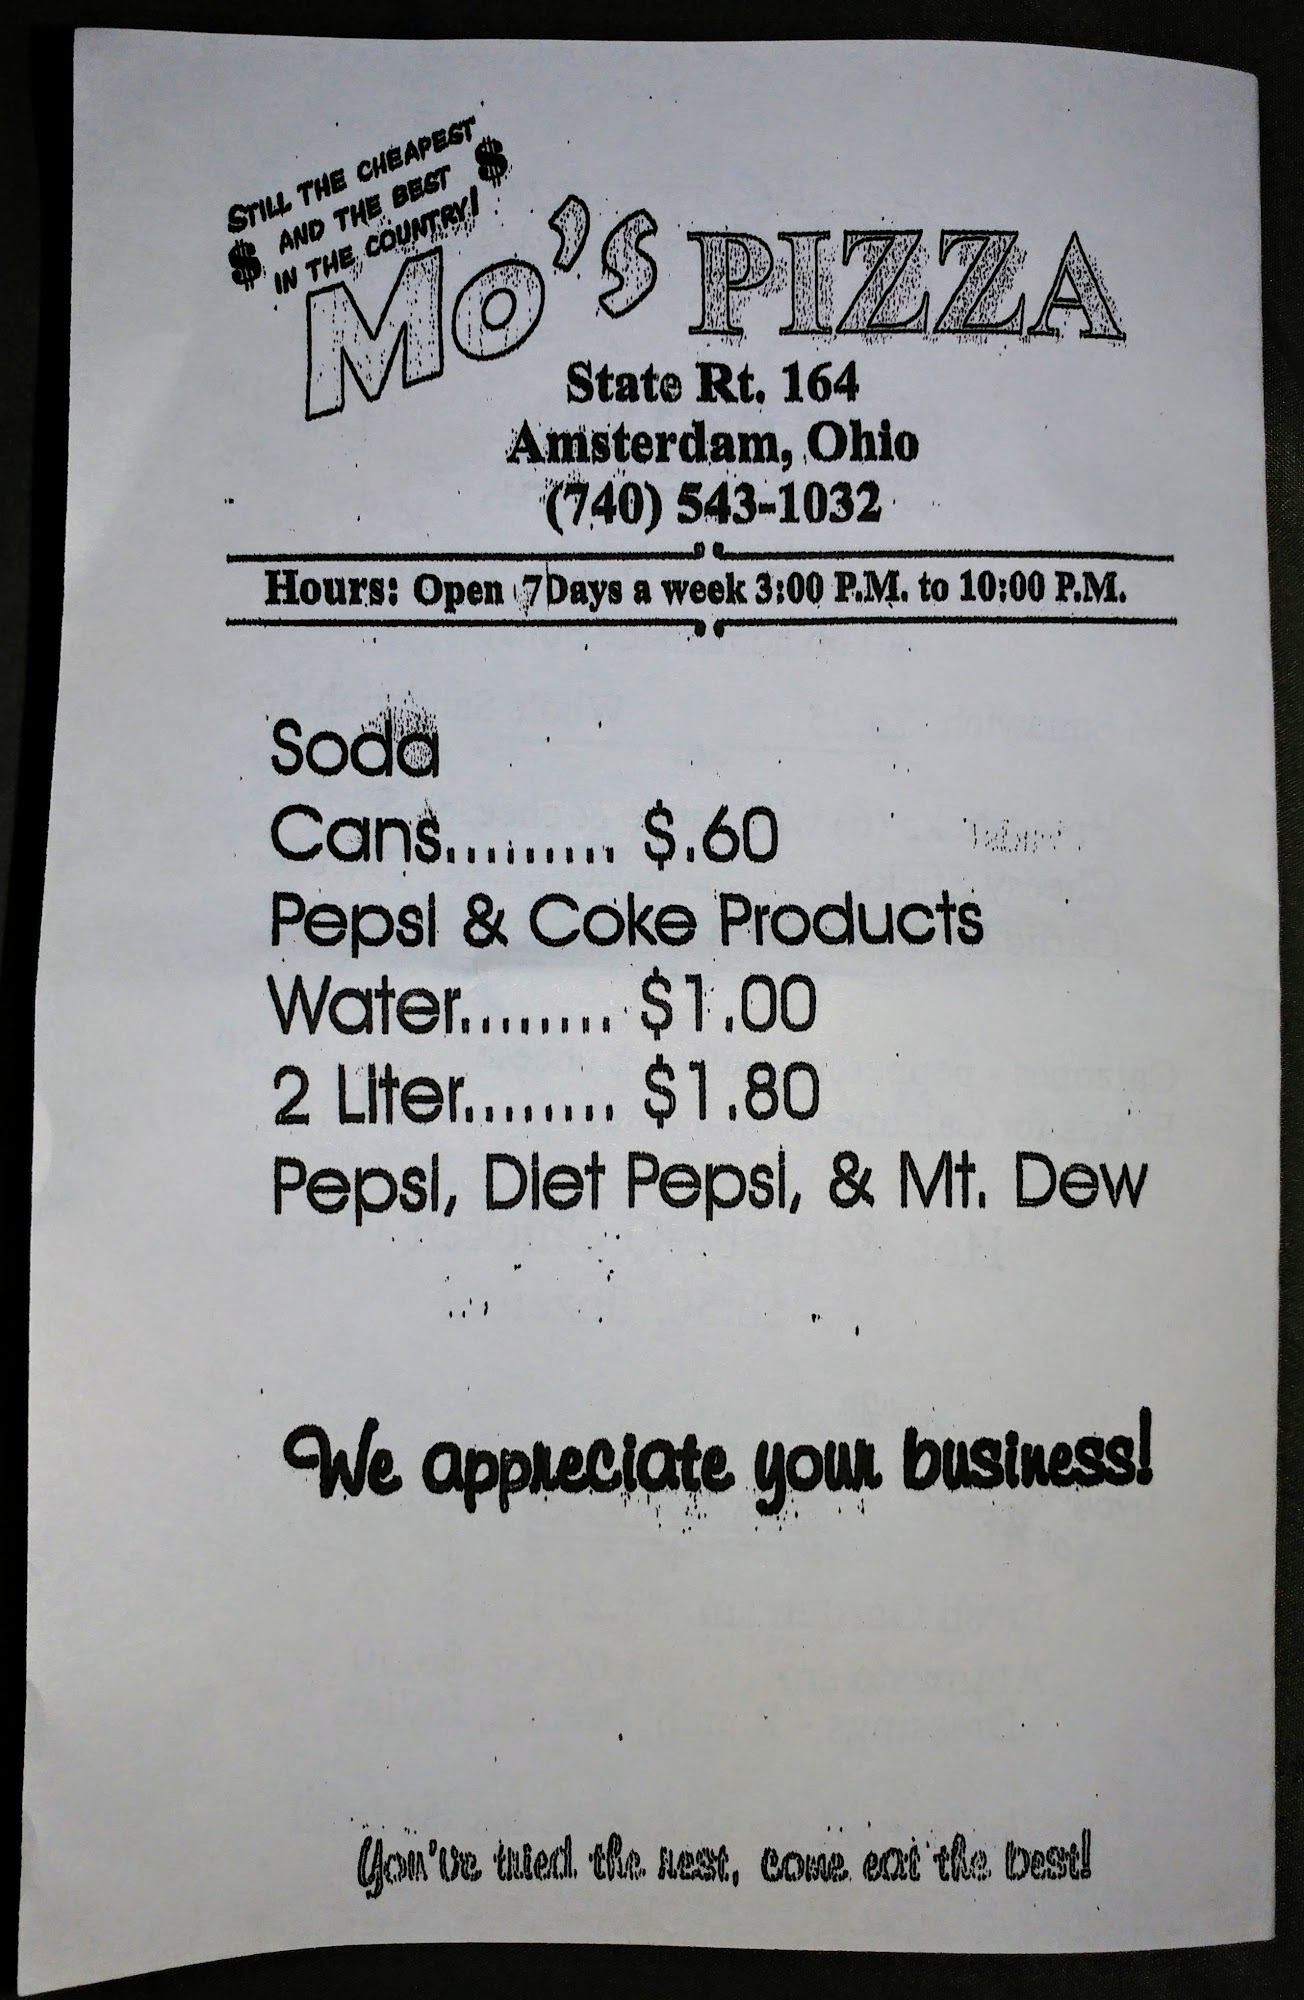 STILL THE CHEAPEST
AND THE BEST
IN THE COUNTRY!
$ $
Mo's PIZZA
State Rt. 164
Amsterdam, Ohio
(740) 543-1032
Hours: Open 7 Days a week 3:00 P.M. to 10:00 P.M.
Soda
Cans.......... $.60
Pepsi & Coke Products
Water........ $1.00
2 Liter........ $1.80
Pepsi, Diet Pepsi, & Mt. Dew
We appreciate your business!
You've tried the rest, come eat the best!